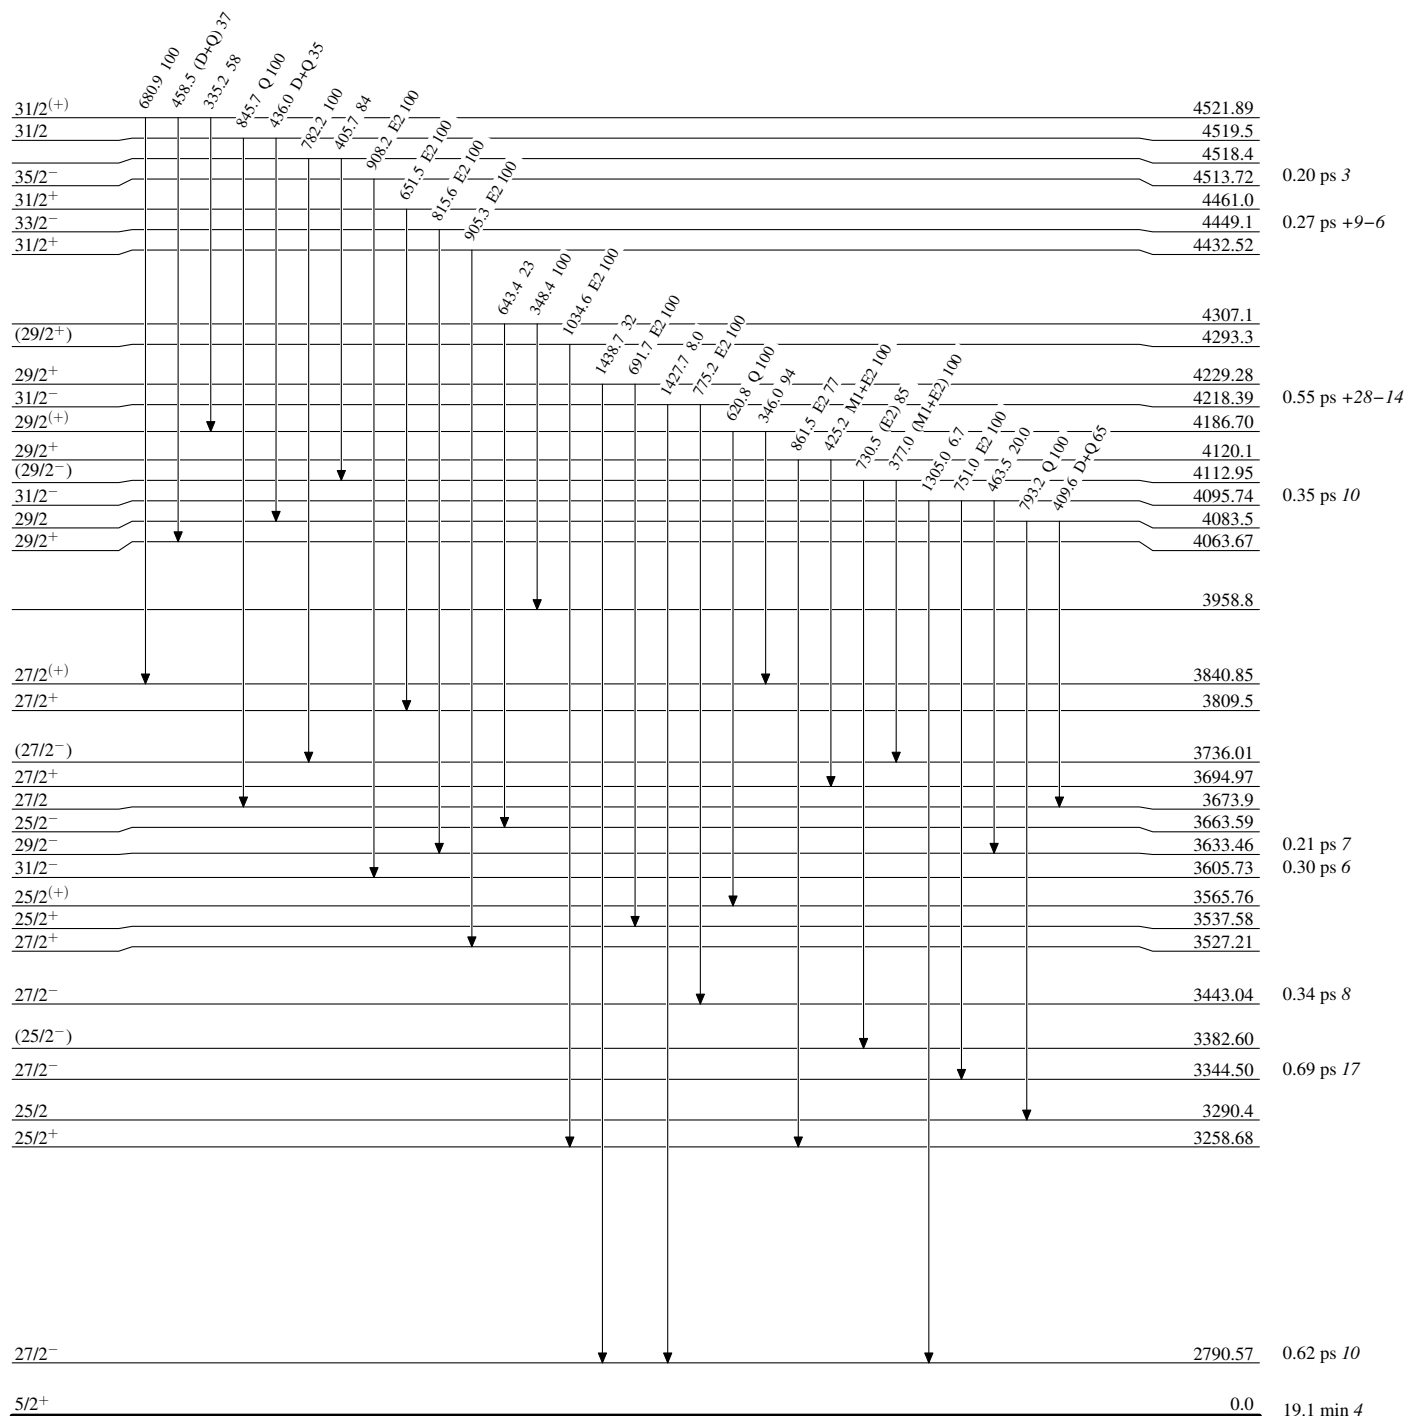 680.9 100
458.5 (D+Q) 37
335.2 58
845.7 Q 100
436.0 D+Q 35
782.2 100
405.7 84
908.2 E2 100
651.5 E2 100
815.6 E2 100
905.3 E2 100
643.4 23
348.4 100
1034.6 E2 100
1438.7 32
691.7 E2 100
1427.7 8.0
775.2 E2 100
620.8 Q 100
346.0 94
861.5 E2 77
425.2 M1+E2 100
730.5 (E2) 85
377.0 (M1+E2) 100
1305.0 6.7
751.0 E2 100
463.5 20.0
793.2 Q 100
409.6 D+Q 65
31/2(+) 4521.89
31/2 4519.5
4518.4
35/2− 4513.72 0.20 ps 3
31/2+ 4461.0
33/2− 4449.1 0.27 ps +9−6
31/2+ 4432.52
4307.1
(29/2+) 4293.3
29/2+ 4229.28
31/2− 4218.39 0.55 ps +28−14
29/2(+) 4186.70
29/2+ 4120.1
(29/2−) 4112.95
31/2− 4095.74 0.35 ps 10
29/2 4083.5
29/2+ 4063.67
3958.8
27/2(+) 3840.85
27/2+ 3809.5
(27/2−) 3736.01
27/2+ 3694.97
27/2 3673.9
25/2− 3663.59
29/2− 3633.46 0.21 ps 7
31/2− 3605.73 0.30 ps 6
25/2(+) 3565.76
25/2+ 3537.58
27/2+ 3527.21
27/2− 3443.04 0.34 ps 8
(25/2−) 3382.60
27/2− 3344.50 0.69 ps 17
25/2 3290.4
25/2+ 3258.68
27/2− 2790.57 0.62 ps 10
5/2+ 0.0 19.1 min 4